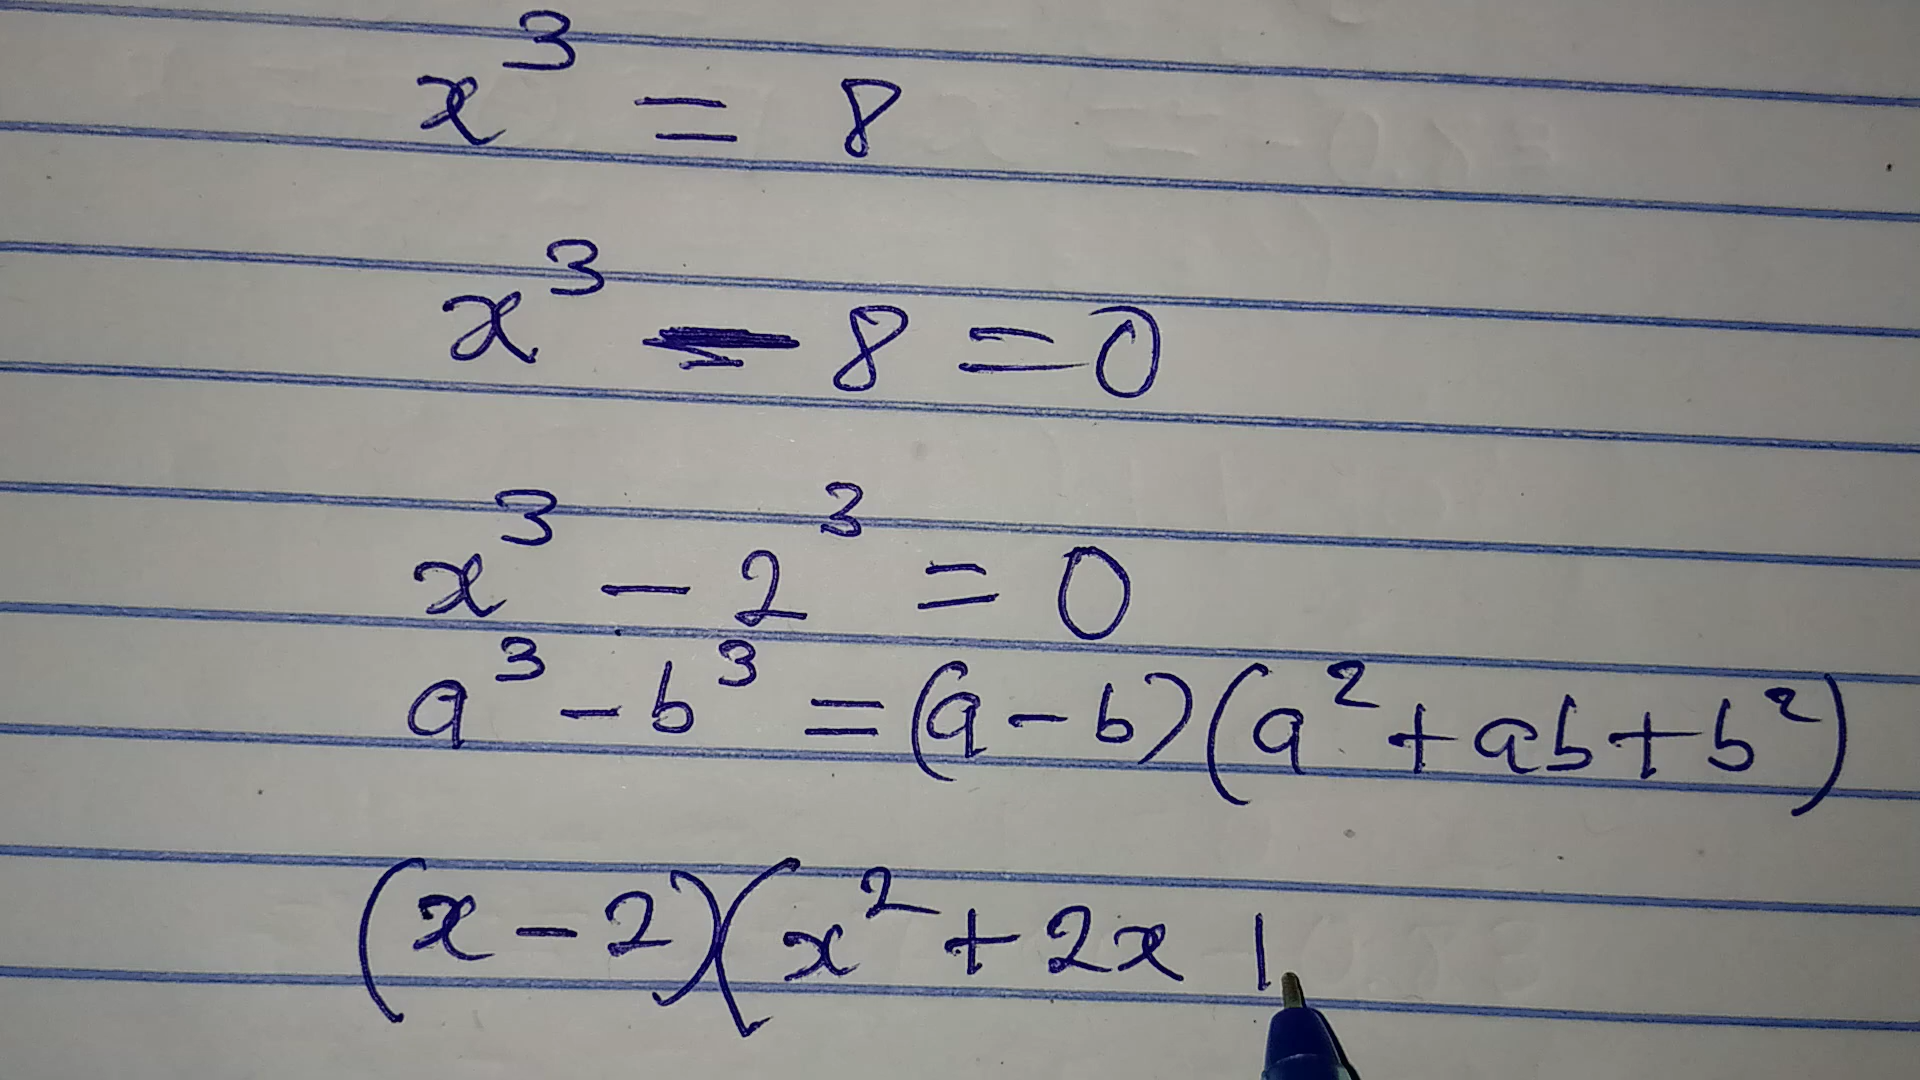 x³ = 8
x³ - 8 = 0
x³ - 2³ = 0
a³ - b³ = (a - b)(a² + ab + b²)
(x - 2)(x² + 2x